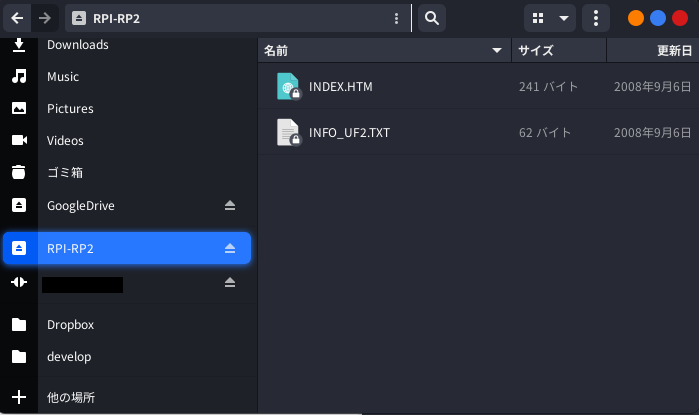 RPI-RP2
Downloads
Music
Pictures
Videos
ゴミ箱
GoogleDrive
RPI-RP2
Dropbox
develop
他の場所
名前 サイズ 更新日
INDEX.HTM 241 バイト 2008年9月6日
INFO_UF2.TXT 62 バイト 2008年9月6日